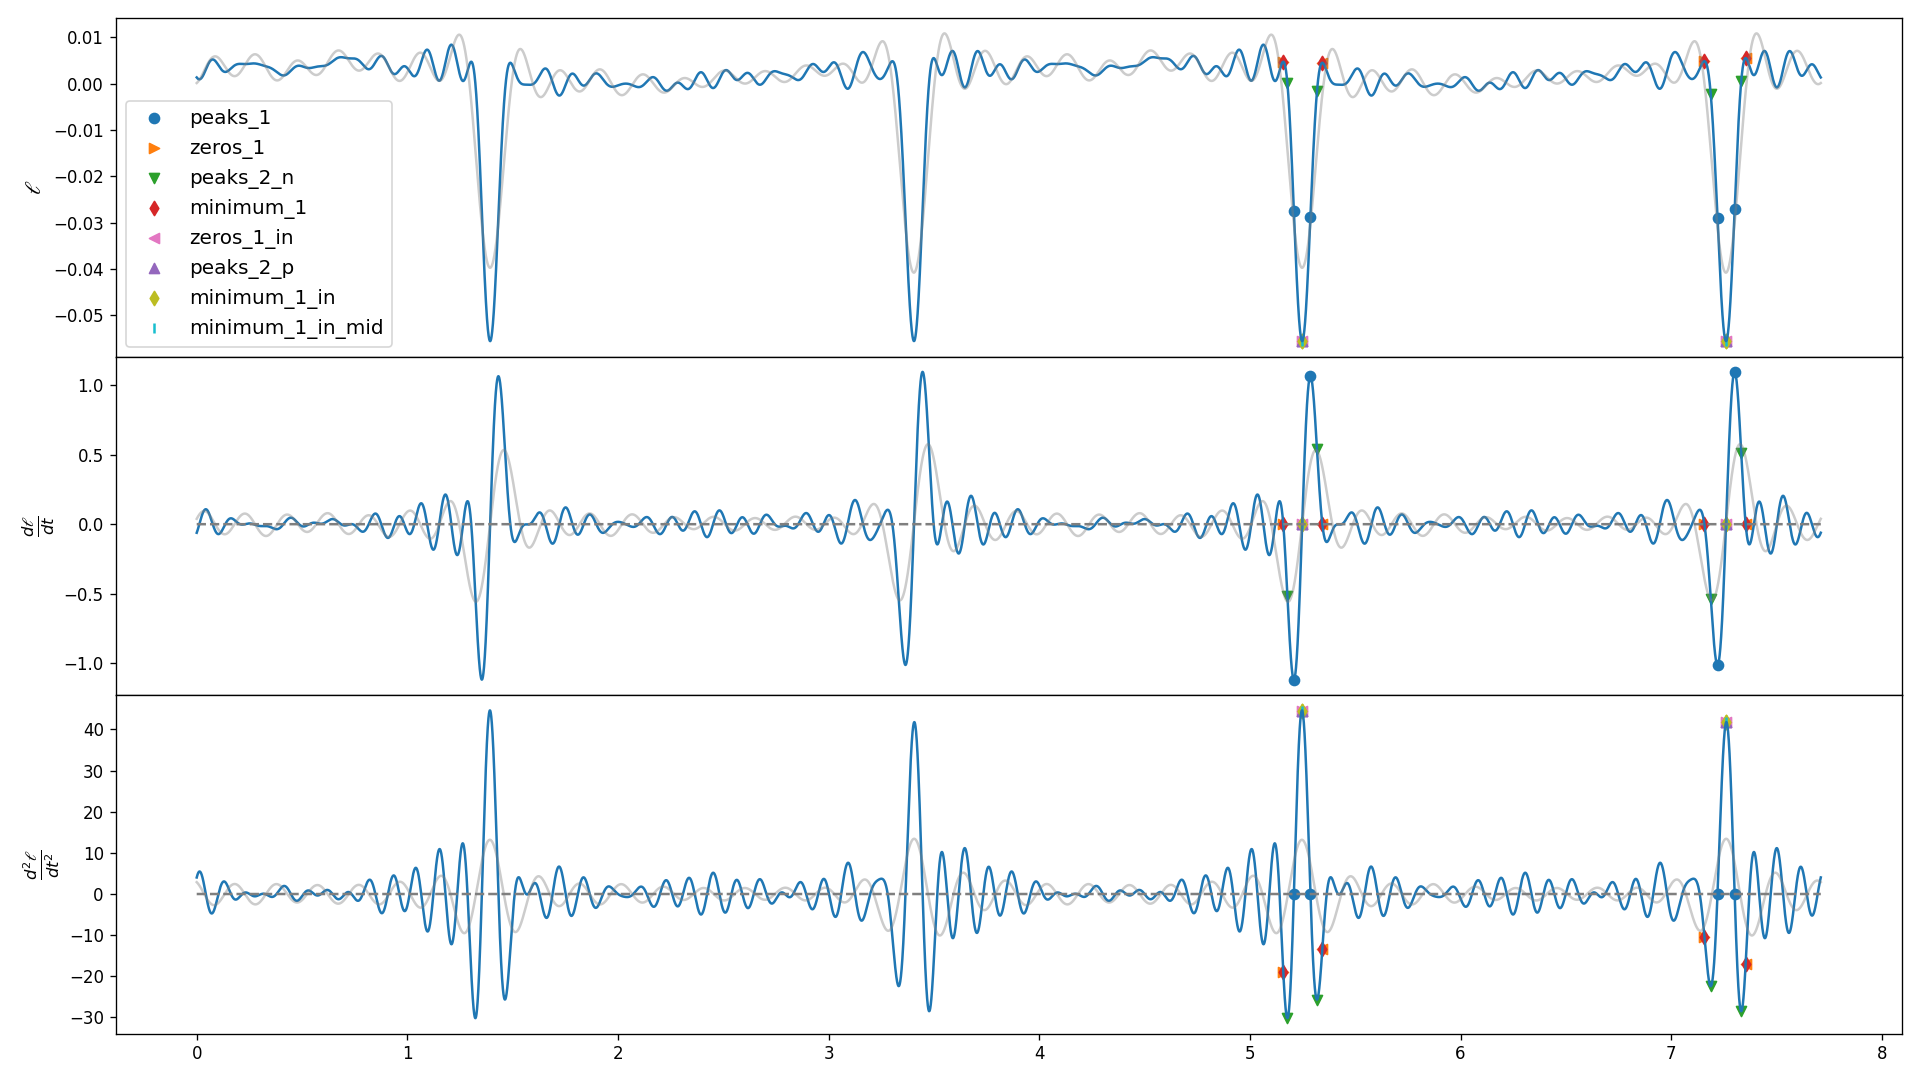 0.01
0.00
−0.01
−0.02
−0.03
−0.04
−0.05
ℓ
peaks_1
zeros_1
peaks_2_n
minimum_1
zeros_1_in
peaks_2_p
minimum_1_in
minimum_1_in_mid
1.0
0.5
0.0
−0.5
−1.0
dℓ
dt
40
30
20
10
0
−10
−20
−30
d²ℓ
dt²
0 1 2 3 4 5 6 7 8